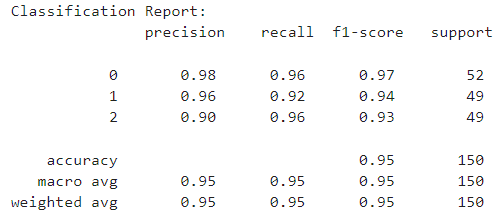 Classification Report:
precision recall f1-score support
0 0.98 0.96 0.97 52
1 0.96 0.92 0.94 49
2 0.90 0.96 0.93 49
accuracy 0.95 150
macro avg 0.95 0.95 0.95 150
weighted avg 0.95 0.95 0.95 150